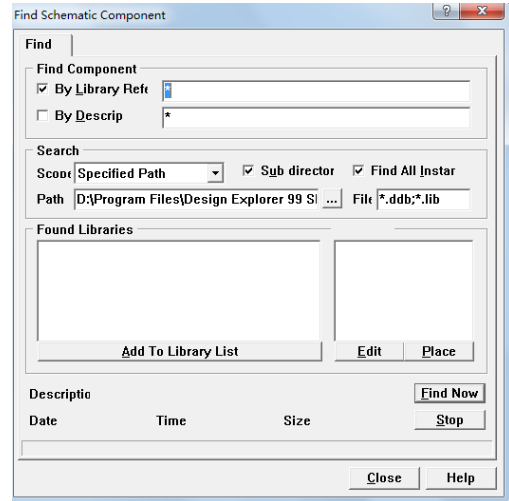 Find Schematic Component
Find
Find Component
By Library Refe *
By Descrip *
Search
Scope Specified Path Sub director Find All Instar
Path D:\Program Files\Design Explorer 99 SI ... File *.ddb;*.lib
Found Libraries
Add To Library List Edit Place
Descriptio Find Now
Date Time Size Stop
Close Help